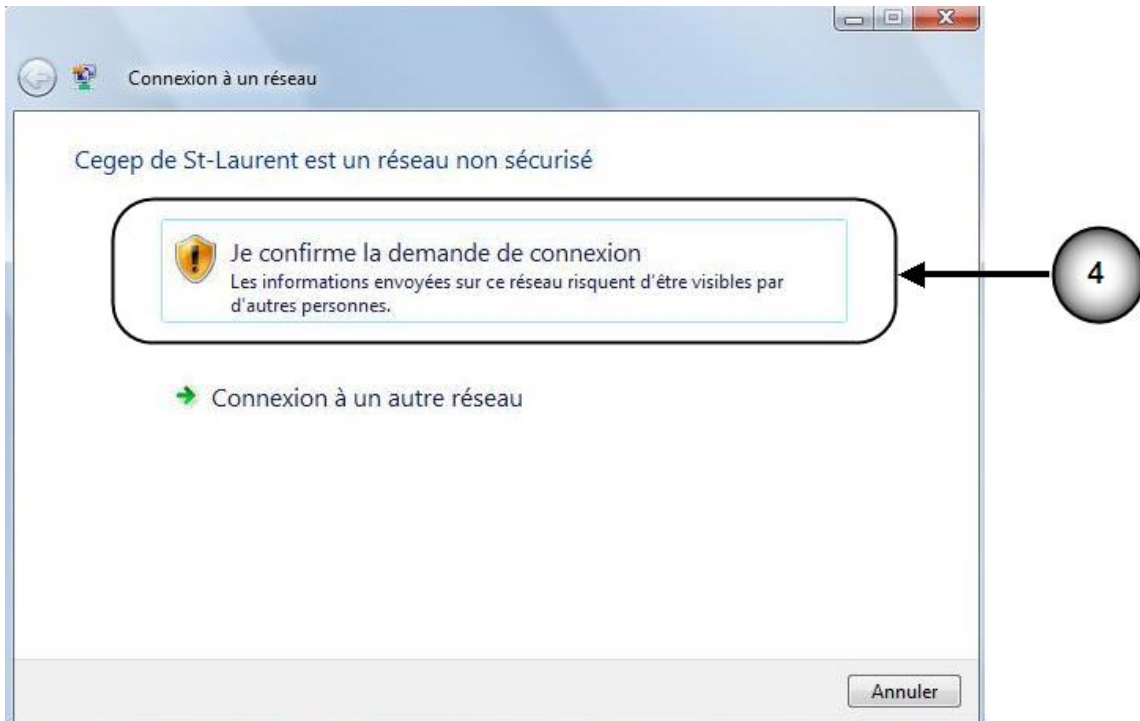 Connexion à un réseau
Cegep de St-Laurent est un réseau non sécurisé
Je confirme la demande de connexion
Les informations envoyées sur ce réseau risquent d'être visibles par
d'autres personnes.
4
Connexion à un autre réseau
Annuler